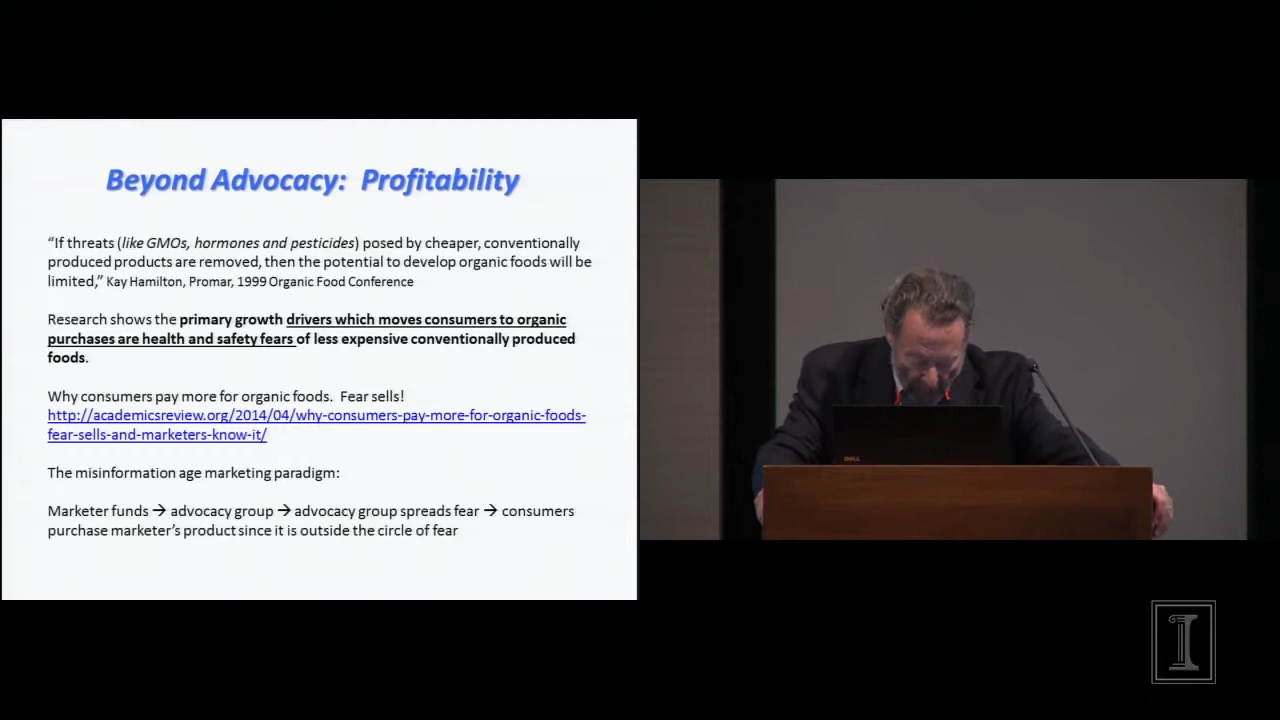 Beyond Advocacy: Profitability
“If threats (like GMOs, hormones and pesticides) posed by cheaper, conventionally
produced products are removed, then the potential to develop organic foods will be
limited,” Kay Hamilton, Promar, 1999 Organic Food Conference
Research shows the primary growth drivers which moves consumers to organic
purchases are health and safety fears of less expensive conventionally produced
foods.
Why consumers pay more for organic foods. Fear sells!
http://academicsreview.org/2014/04/why-consumers-pay-more-for-organic-foods-
fear-sells-and-marketers-know-it/
The misinformation age marketing paradigm:
Marketer funds → advocacy group → advocacy group spreads fear → consumers
purchase marketer’s product since it is outside the circle of fear
DELL
I